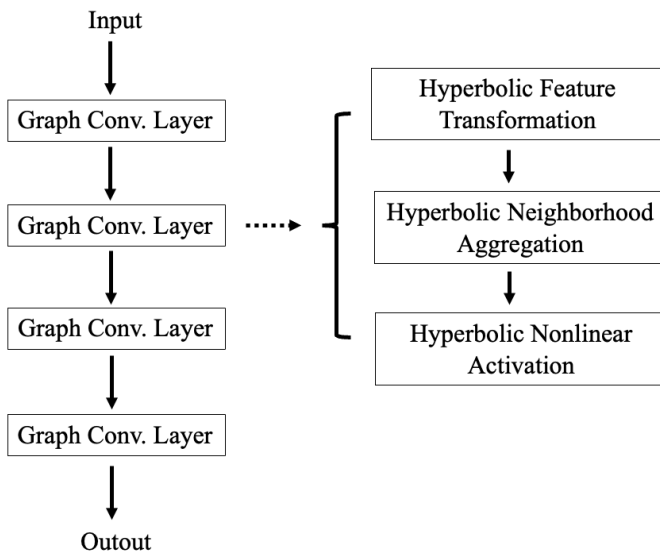 Input
Graph Conv. Layer
Graph Conv. Layer
Graph Conv. Layer
Graph Conv. Layer
Outout
Hyperbolic Feature
Transformation
Hyperbolic Neighborhood
Aggregation
Hyperbolic Nonlinear
Activation